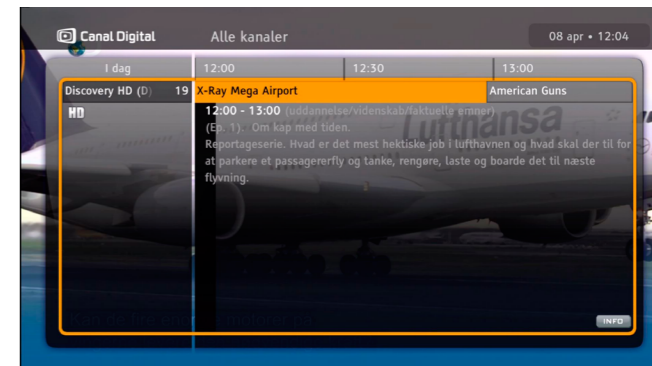 Canal Digital
Alle kanaler
08 apr • 12:04
I dag
12:00
12:30
13:00
Discovery HD (D) 19
X-Ray Mega Airport
American Guns
HD
12:00 - 13:00 (uddannelse/videnskab/faktuelle emner)
(Ep. 1). Om kap med tiden.
Reportageserie. Hvad er det mest hektiske job i lufthavnen og hvad skal der til for
at parkere et passagererfly og tanke, rengøre, laste og boarde det til næste
flyvning.
Lufthansa
INFO